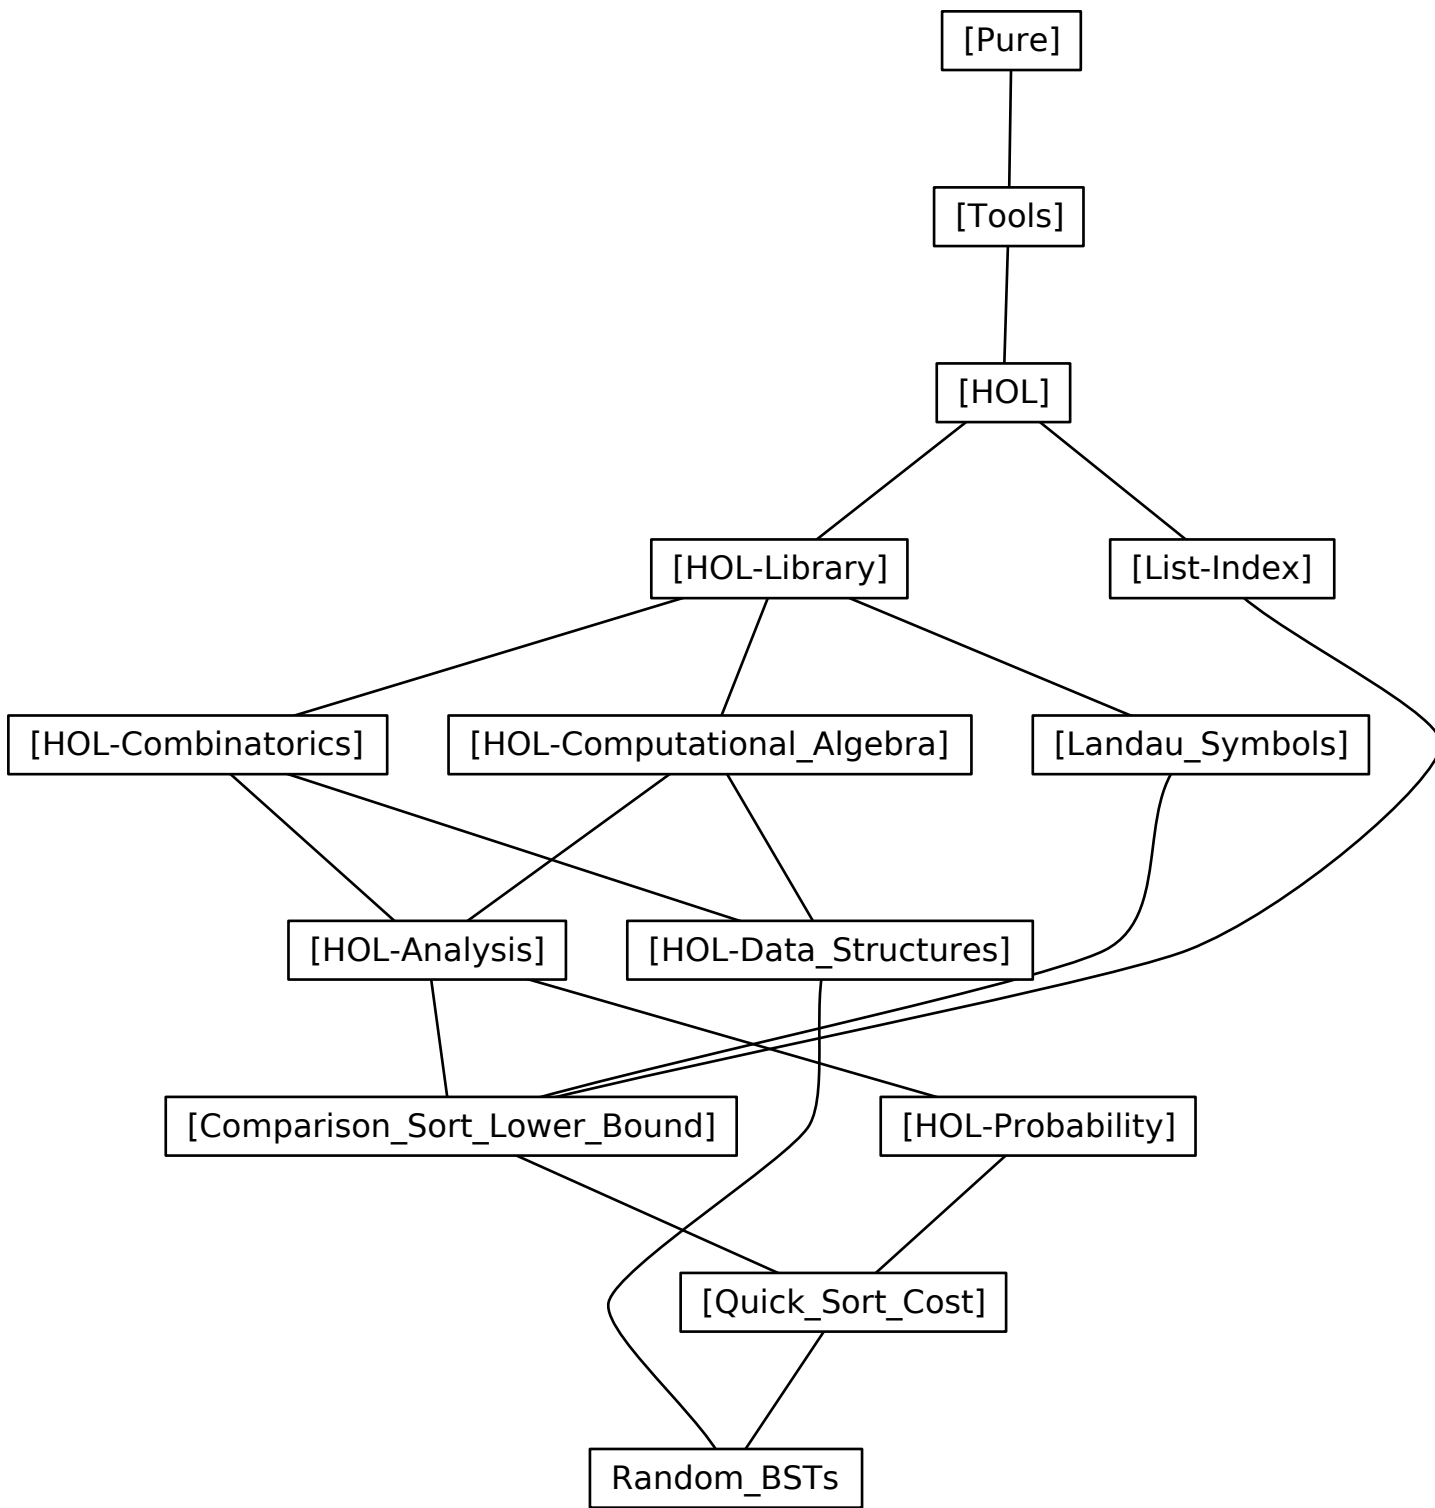 [Pure]
[Tools]
[HOL]
[HOL-Library]
[List-Index]
[HOL-Combinatorics]
[HOL-Computational_Algebra]
[Landau_Symbols]
[HOL-Analysis]
[HOL-Data_Structures]
[Comparison_Sort_Lower_Bound]
[HOL-Probability]
[Quick_Sort_Cost]
Random_BSTs